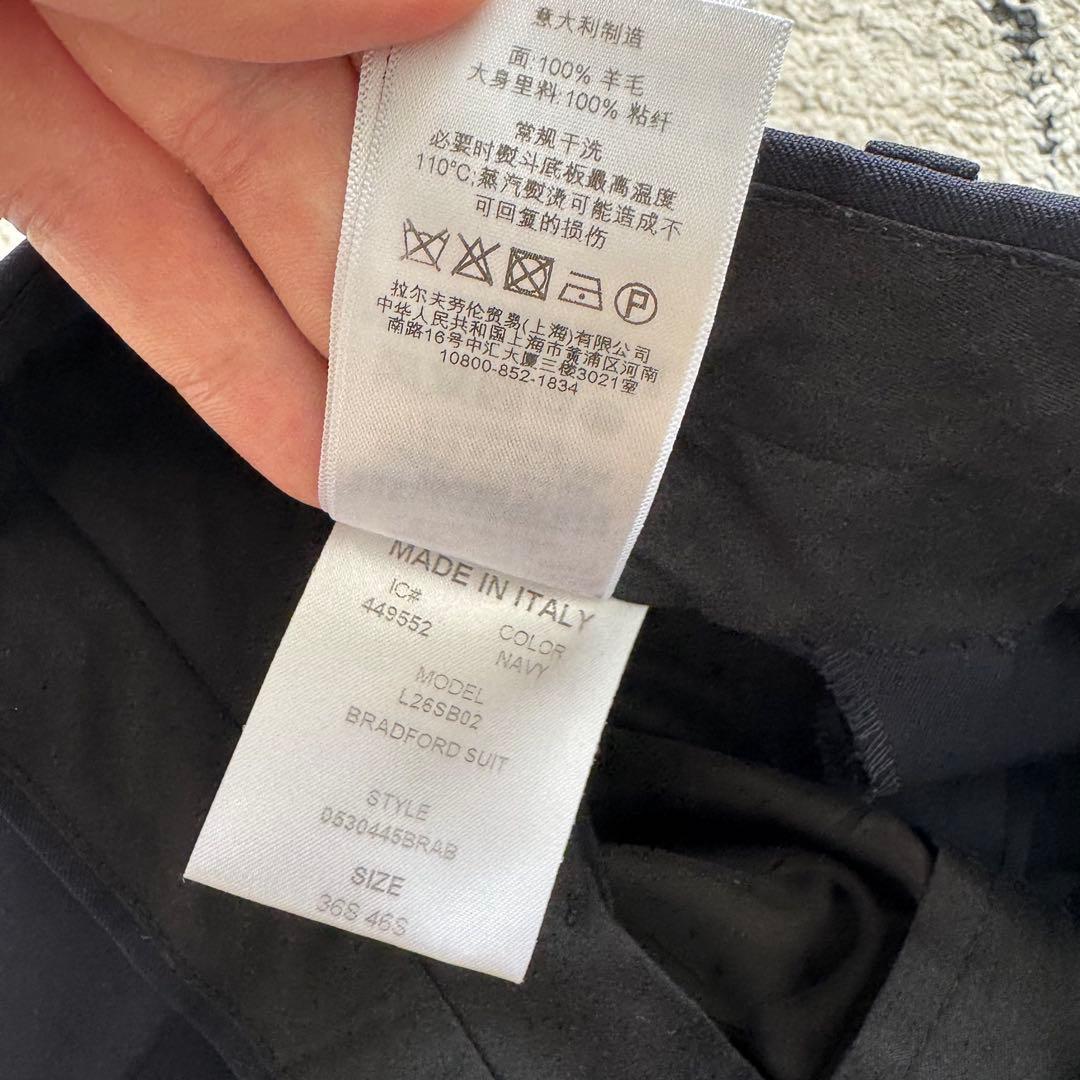 意大利制造
面:100% 羊毛
大身里料:100% 粘纤
常规干洗
必要时熨斗底板最高温度
110°C,蒸汽熨烫可能造成不
可回复的损伤
P
拉尔夫劳伦贸易(上海)有限公司
中华人民共和国上海市黄浦区河南
南路16号中汇大厦三楼3021室
10800-852-1834
MADE IN ITALY
IC#
449552
COLOR
NAVY
MODEL
L26SB02
BRADFORD SUIT
STYLE
0530445BRAB
SIZE
36S 46S